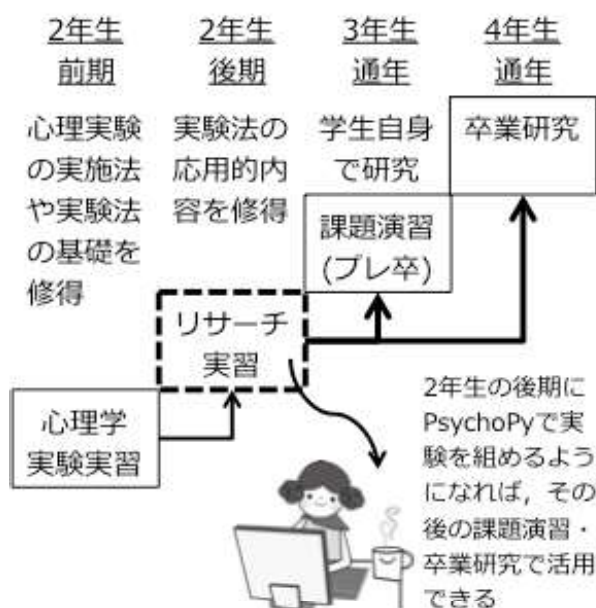 2年生
前期
心理実験
の実施法
や実験法
の基礎を
修得
2年生
後期
実験法の
応用的内
容を修得
3年生
通年
学生自身
で研究
4年生
通年
卒業研究
課題演習
(プレ卒)
リサーチ
実習
心理学
実験実習
2年生の後期に
PsychoPyで実
験を組めるよう
になれば，その
後の課題演習・
卒業研究で活用
できる